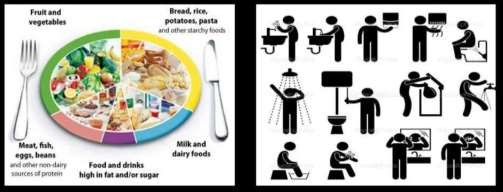 Fruit and
vegetables
Bread, rice,
potatoes, pasta
and other starchy foods
Meat, fish,
eggs, beans
and other non-dairy
sources of protein
Food and drinks
high in fat and/or sugar
Milk and
dairy foods